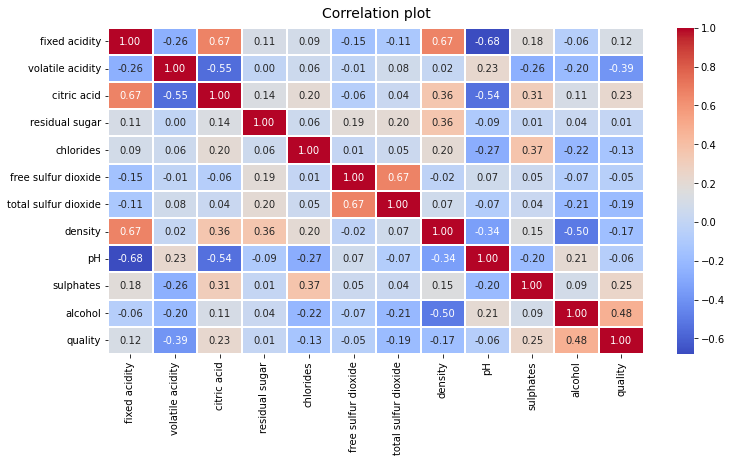 Correlation plot
fixed acidity 1.00 -0.26 0.67 0.11 0.09 -0.15 -0.11 0.67 -0.68 0.18 -0.06 0.12
volatile acidity -0.26 1.00 -0.55 0.00 0.06 -0.01 0.08 0.02 0.23 -0.26 -0.20 -0.39
citric acid 0.67 -0.55 1.00 0.14 0.20 -0.06 0.04 0.36 -0.54 0.31 0.11 0.23
residual sugar 0.11 0.00 0.14 1.00 0.06 0.19 0.20 0.36 -0.09 0.01 0.04 0.01
chlorides 0.09 0.06 0.20 0.06 1.00 0.01 0.05 0.20 -0.27 0.37 -0.22 -0.13
free sulfur dioxide -0.15 -0.01 -0.06 0.19 0.01 1.00 0.67 -0.02 0.07 0.05 -0.07 -0.05
total sulfur dioxide -0.11 0.08 0.04 0.20 0.05 0.67 1.00 0.07 -0.07 0.04 -0.21 -0.19
density 0.67 0.02 0.36 0.36 0.20 -0.02 0.07 1.00 -0.34 0.15 -0.50 -0.17
pH -0.68 0.23 -0.54 -0.09 -0.27 0.07 -0.07 -0.34 1.00 -0.20 0.21 -0.06
sulphates 0.18 -0.26 0.31 0.01 0.37 0.05 0.04 0.15 -0.20 1.00 0.09 0.25
alcohol -0.06 -0.20 0.11 0.04 -0.22 -0.07 -0.21 -0.50 0.21 0.09 1.00 0.48
quality 0.12 -0.39 0.23 0.01 -0.13 -0.05 -0.19 -0.17 -0.06 0.25 0.48 1.00
fixed acidity
volatile acidity
citric acid
residual sugar
chlorides
free sulfur dioxide
total sulfur dioxide
density
pH
sulphates
alcohol
quality
1.0
0.8
0.6
0.4
0.2
0.0
−0.2
−0.4
−0.6